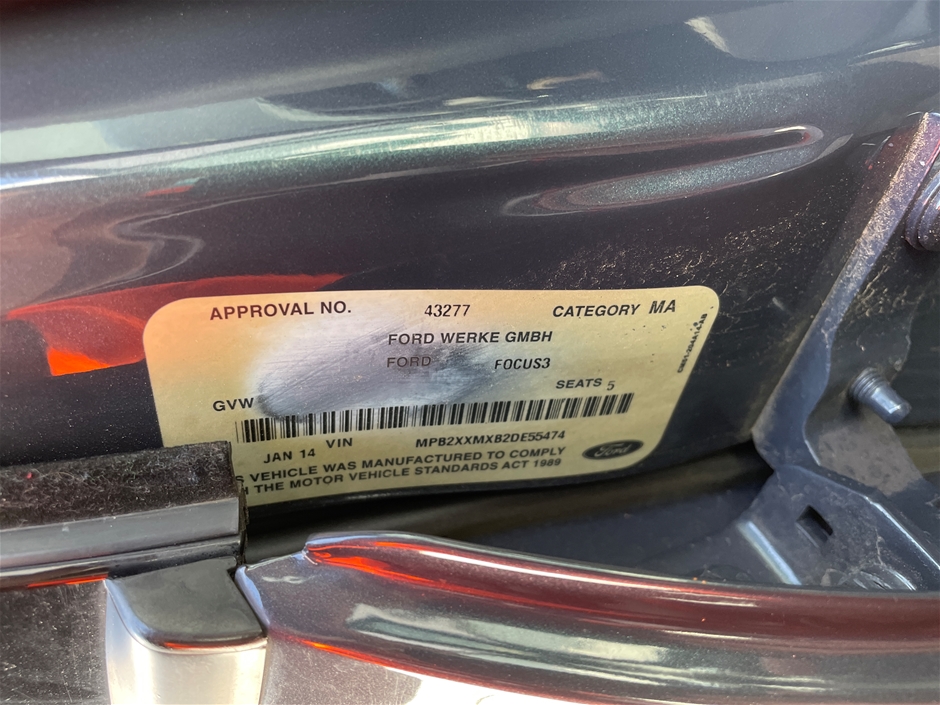 APPROVAL NO. 43277 CATEGORY MA
FORD WERKE GMBH
FORD FOCUS3
SEATS 5
GVW
VIN MPB2XXMXB2DE55474
JAN 14
S VEHICLE WAS MANUFACTURED TO COMPLY
H THE MOTOR VEHICLE STANDARDS ACT 1989
Ford